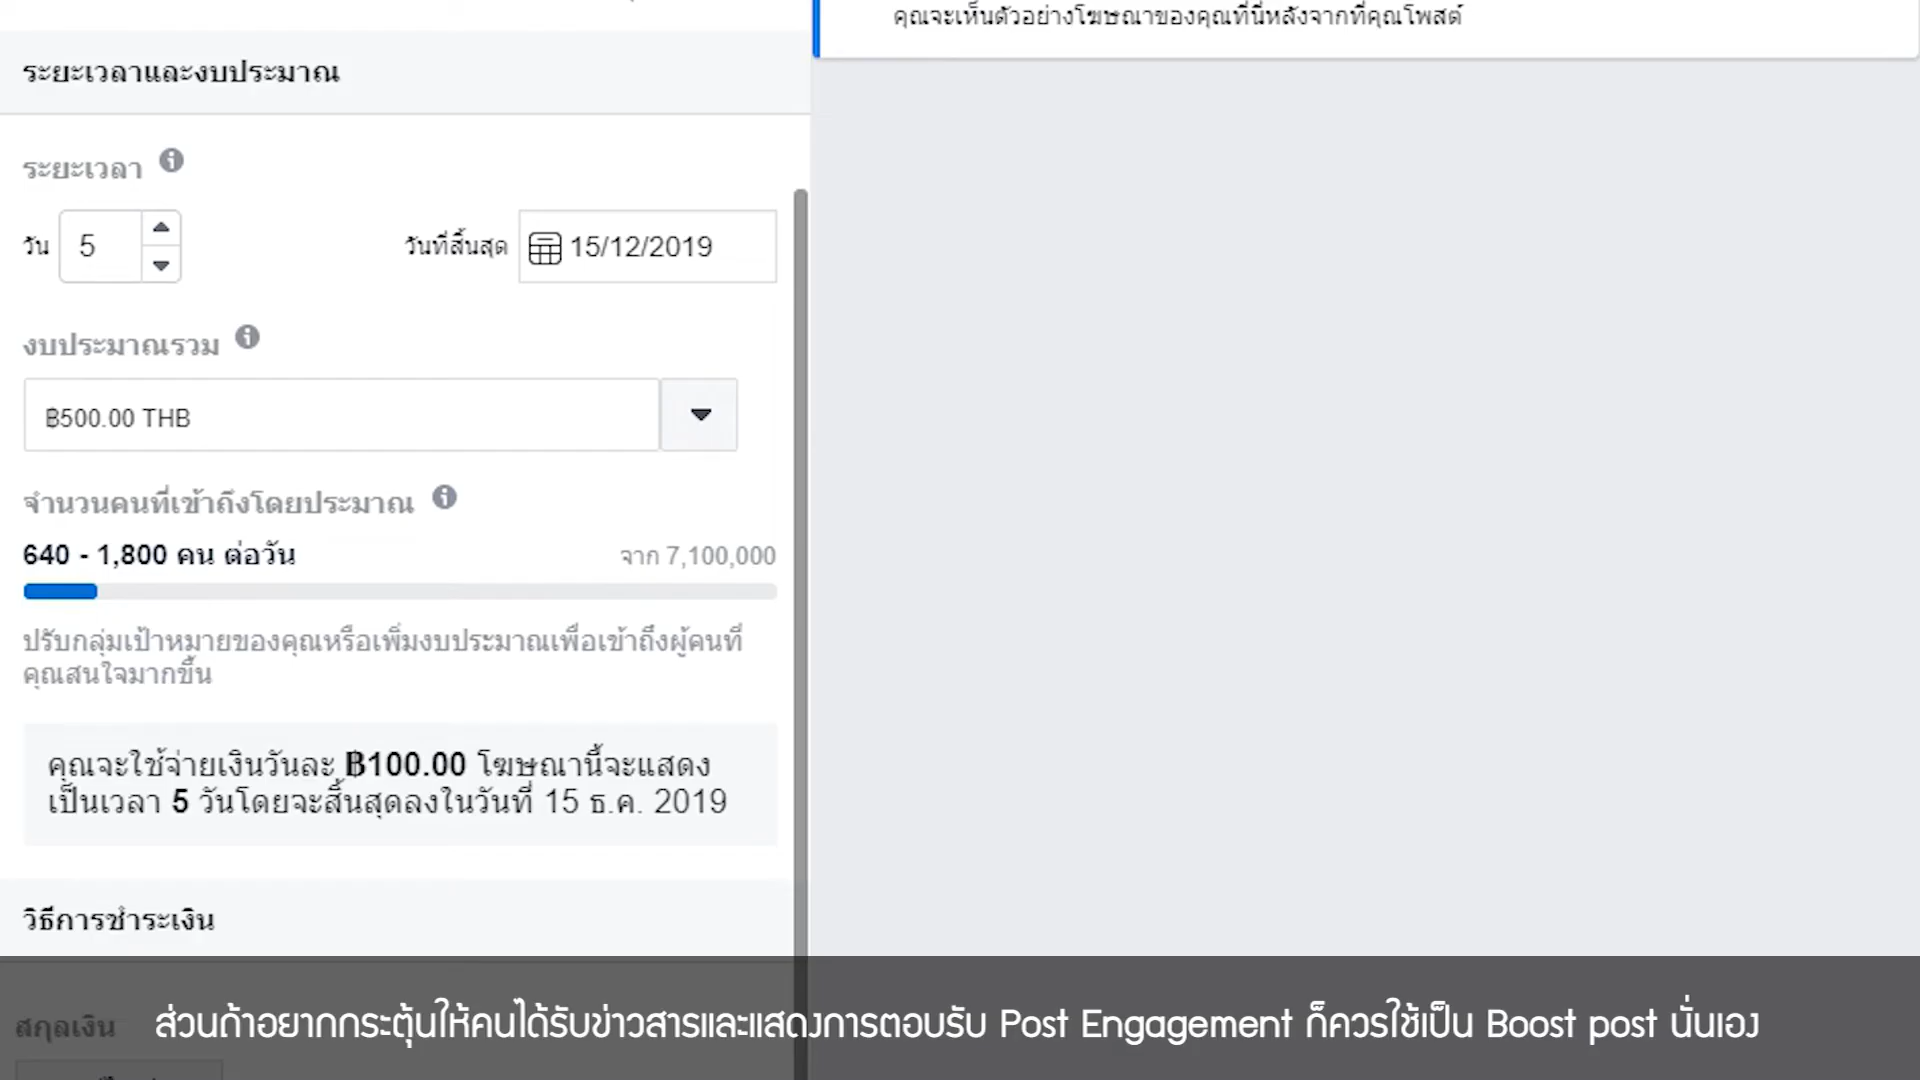 คุณจะเห็นตัวอย่างโฆษณาของคุณที่นี่หลังจากที่คุณโพสต์
ระยะเวลาและงบประมาณ
ระยะเวลา
วัน 5 วันที่สิ้นสุด 15/12/2019
งบประมาณรวม
฿500.00 THB
จำนวนคนที่เข้าถึงโดยประมาณ
640 - 1,800 คน ต่อวัน จาก 7,100,000
ปรับกลุ่มเป้าหมายของคุณหรือเพิ่มงบประมาณเพื่อเข้าถึงผู้คนที่
คุณสนใจมากขึ้น
คุณจะใช้จ่ายเงินวันละ ฿100.00 โฆษณานี้จะแสดง
เป็นเวลา 5 วันโดยจะสิ้นสุดลงในวันที่ 15 ธ.ค. 2019
วิธีการชำระเงิน
สกุลเงิน
ส่วนถ้าอยากกระตุ้นให้คนได้รับข่าวสารและแสดงการตอบรับ Post Engagement ก็ควรใช้เป็น Boost post นั่นเอง